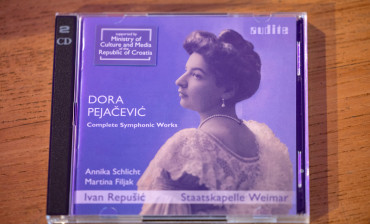 2
CD
supported by
Ministry of
Culture and Media
of the
Republic of Croatia
audite
DORA
PEJAČEVIĆ
Complete Symphonic Works
Annika Schlicht
Martina Filjak
Ivan Repušić Staatskapelle Weimar